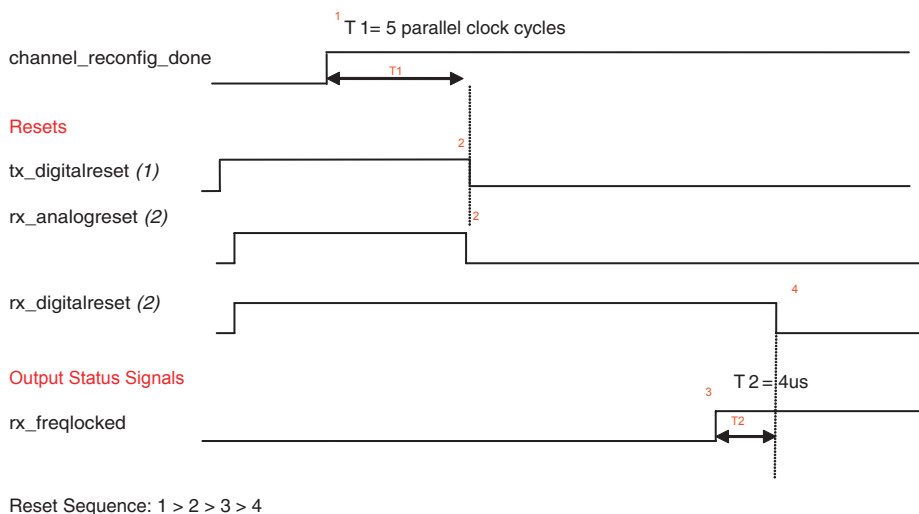 1
T 1= 5 parallel clock cycles
channel_reconfig_done
T1
Resets
2
tx_digitalreset (1)
rx_analogreset (2)
2
rx_digitalreset (2)
4
Output Status Signals
T 2 = 4us
3
rx_freqlocked
T2
Reset Sequence: 1 > 2 > 3 > 4